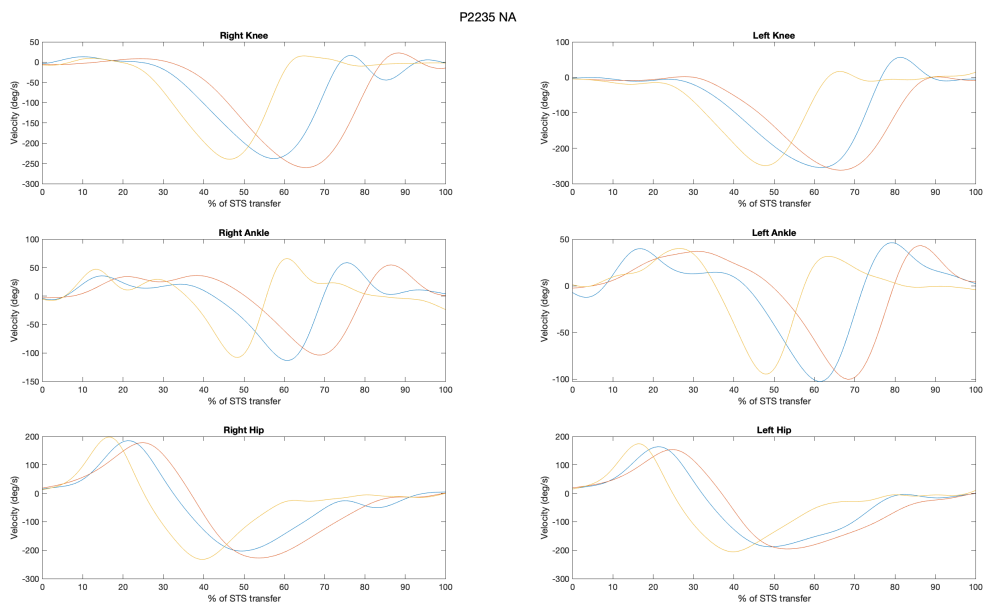 P2235 NA
Right Knee
Velocity (deg/s)
50
0
-50
-100
-150
-200
-250
-300
0 10 20 30 40 50 60 70 80 90 100
% of STS transfer
Left Knee
Velocity (deg/s)
100
0
-100
-200
-300
0 10 20 30 40 50 60 70 80 90 100
% of STS transfer
Right Ankle
Velocity (deg/s)
100
50
0
-50
-100
-150
0 10 20 30 40 50 60 70 80 90 100
% of STS transfer
Left Ankle
Velocity (deg/s)
50
0
-50
-100
0 10 20 30 40 50 60 70 80 90 100
% of STS transfer
Right Hip
Velocity (deg/s)
200
100
0
-100
-200
-300
0 10 20 30 40 50 60 70 80 90 100
% of STS transfer
Left Hip
Velocity (deg/s)
200
100
0
-100
-200
-300
0 10 20 30 40 50 60 70 80 90 100
% of STS transfer